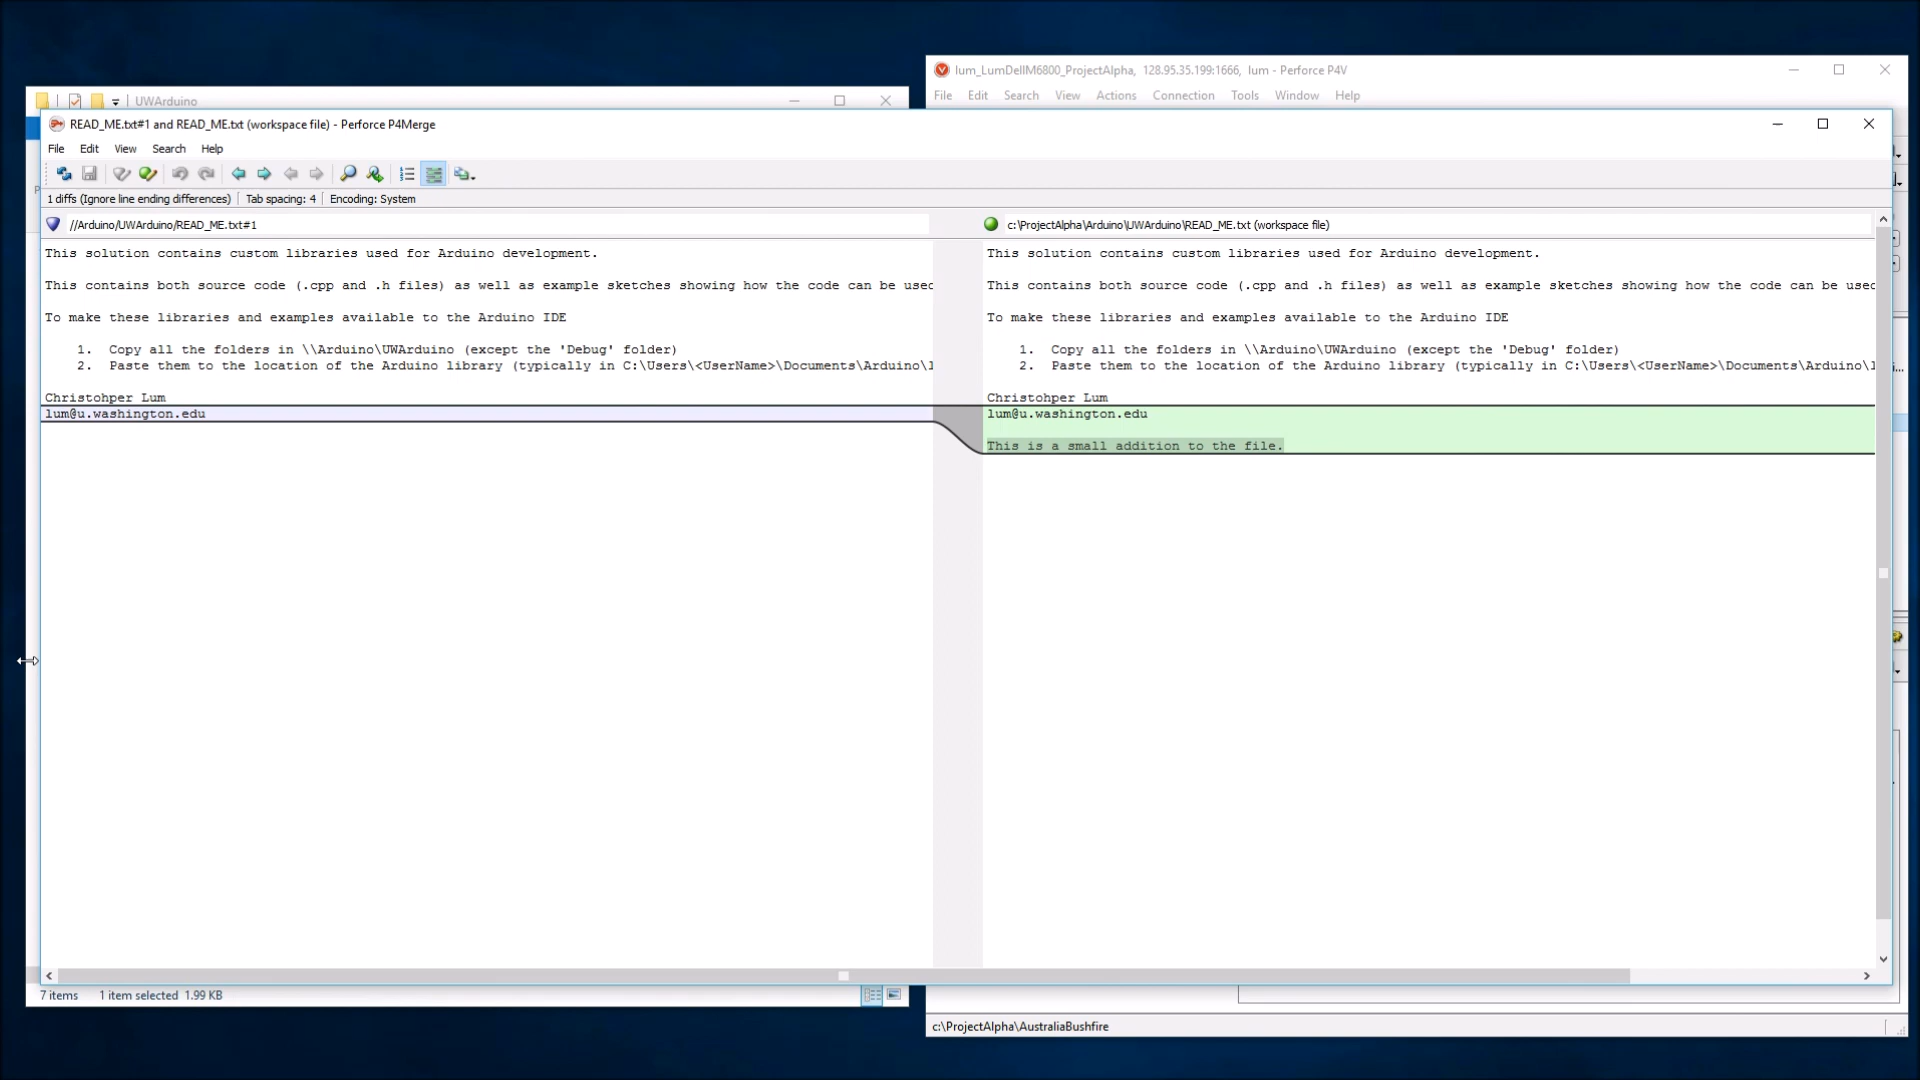 lum_LumDellM6800_ProjectAlpha, 128.95.35.199:1666, lum - Perforce P4V
File Edit Search View Actions Connection Tools Window Help
UWArduino
READ_ME.txt#1 and READ_ME.txt (workspace file) - Perforce P4Merge
File Edit View Search Help
1 diffs (Ignore line ending differences) Tab spacing: 4 Encoding: System
//Arduino/UWArduino/READ_ME.txt#1
This solution contains custom libraries used for Arduino development.
This contains both source code (.cpp and .h files) as well as example sketches showing how the code can be used
To make these libraries and examples available to the Arduino IDE
1. Copy all the folders in \\Arduino\UWArduino (except the 'Debug' folder)
2. Paste them to the location of the Arduino library (typically in C:\Users\<UserName>\Documents\Arduino\l
Christohper Lum
lum@u.washington.edu
c:\ProjectAlpha\Arduino\UWArduino\READ_ME.txt (workspace file)
This solution contains custom libraries used for Arduino development.
This contains both source code (.cpp and .h files) as well as example sketches showing how the code can be used
To make these libraries and examples available to the Arduino IDE
1. Copy all the folders in \\Arduino\UWArduino (except the 'Debug' folder)
2. Paste them to the location of the Arduino library (typically in C:\Users\<UserName>\Documents\Arduino\l
Christohper Lum
lum@u.washington.edu
This is a small addition to the file.
7 items 1 item selected 1.99 KB
c:\ProjectAlpha\AustraliaBushfire